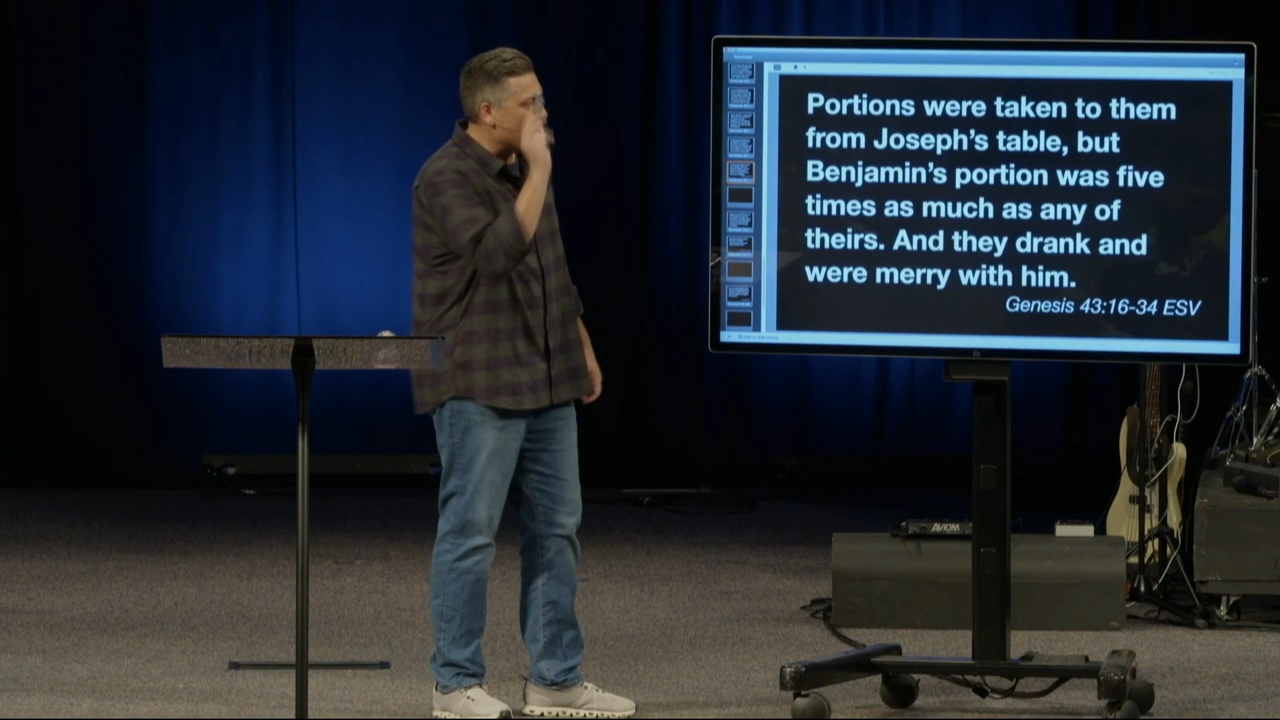 Portions were taken to them
from Joseph's table, but
Benjamin's portion was five
times as much as any of
theirs. And they drank and
were merry with him.
Genesis 43:16-34 ESV
AVIOM